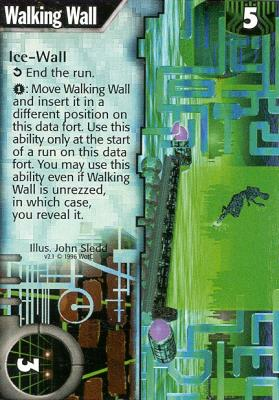 Walking Wall
5
Ice-Wall
End the run.
1: Move Walking Wall
and insert it in a
different position on
this data fort. Use this
ability only at the start
of a run on this data
fort. You may use this
ability even if Walking
Wall is unrezzed,
in which case,
you reveal it.
Illus. John Sledd
v2.1 © 1996 WotC
3